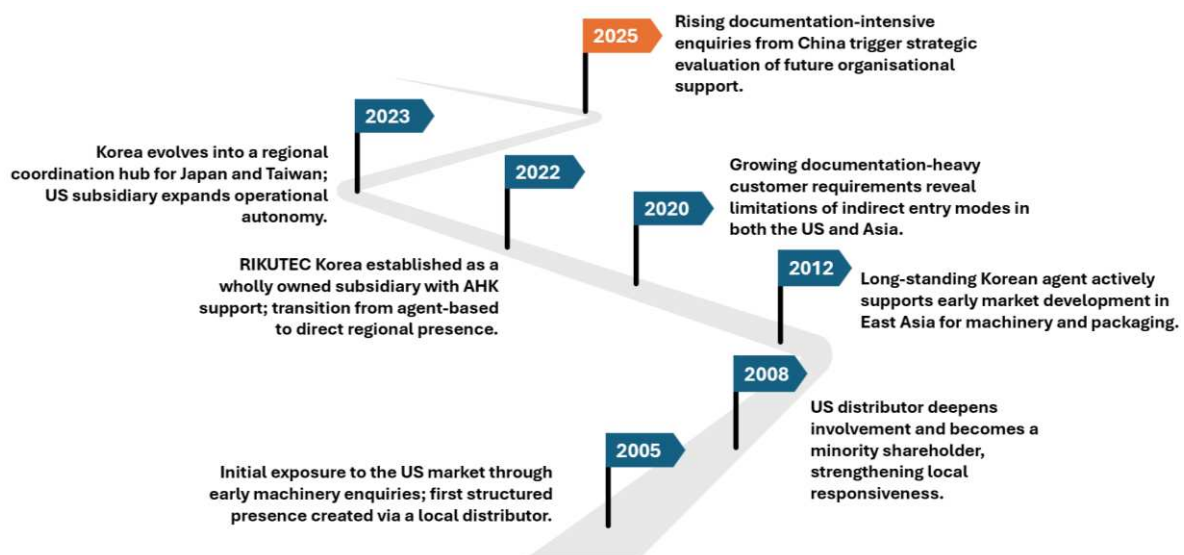 2025
Rising documentation-intensive
enquiries from China trigger strategic
evaluation of future organisational
support.
2023
Korea evolves into a regional
coordination hub for Japan and Taiwan;
US subsidiary expands operational
autonomy.
2022
RIKUTEC Korea established as a
wholly owned subsidiary with AHK
support; transition from agent-based
to direct regional presence.
2020
Growing documentation-heavy
customer requirements reveal
limitations of indirect entry modes in
both the US and Asia.
2012
Long-standing Korean agent actively
supports early market development in
East Asia for machinery and packaging.
2008
US distributor deepens
involvement and becomes a
minority shareholder,
strengthening local
responsiveness.
2005
Initial exposure to the US market through
early machinery enquiries; first structured
presence created via a local distributor.